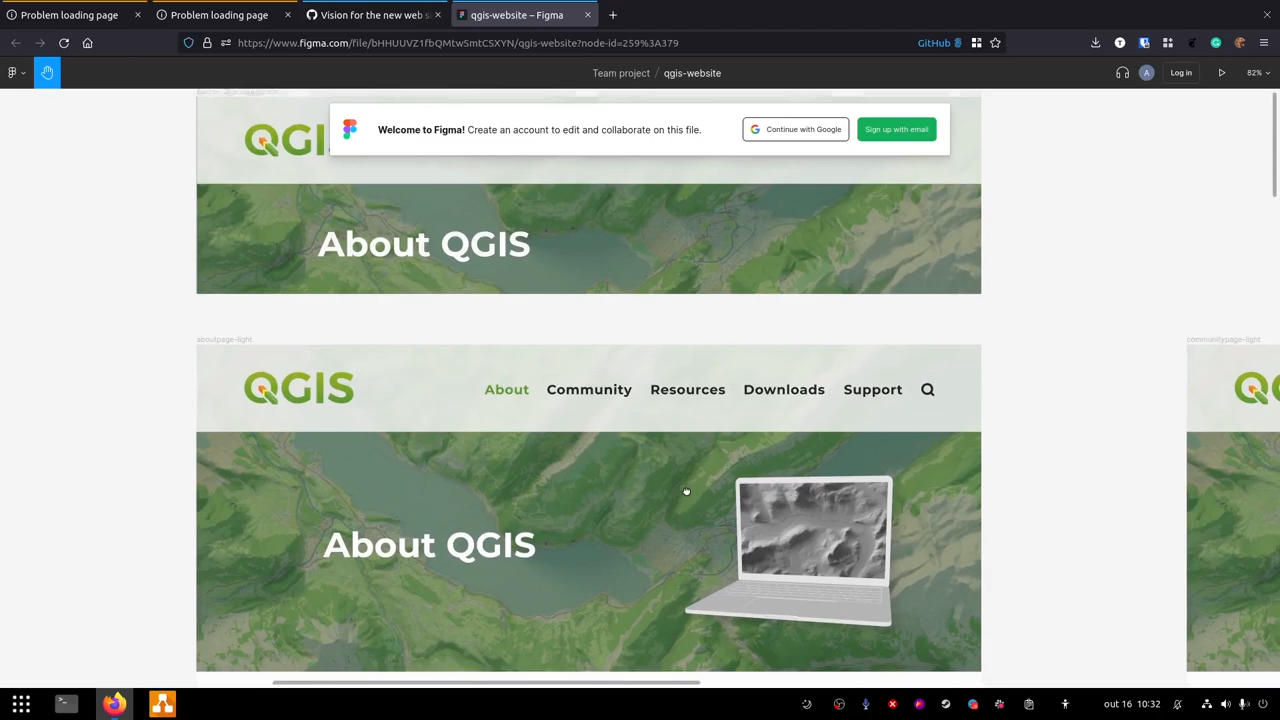 Problem loading page
Problem loading page
Vision for the new web s
qgis-website – Figma
https://www.figma.com/file/bHHUUVZ1fbQMtwSmtCSXYN/qgis-website?node-id=259%3A379
GitHub
Team project / qgis-website
A
Log in
82%
Welcome to Figma! Create an account to edit and collaborate on this file.
Continue with Google
Sign up with email
QGI
About QGIS
aboutpage-light
communitypage-light
QGIS
About
Community
Resources
Downloads
Support
About QGIS
out 16 10:32